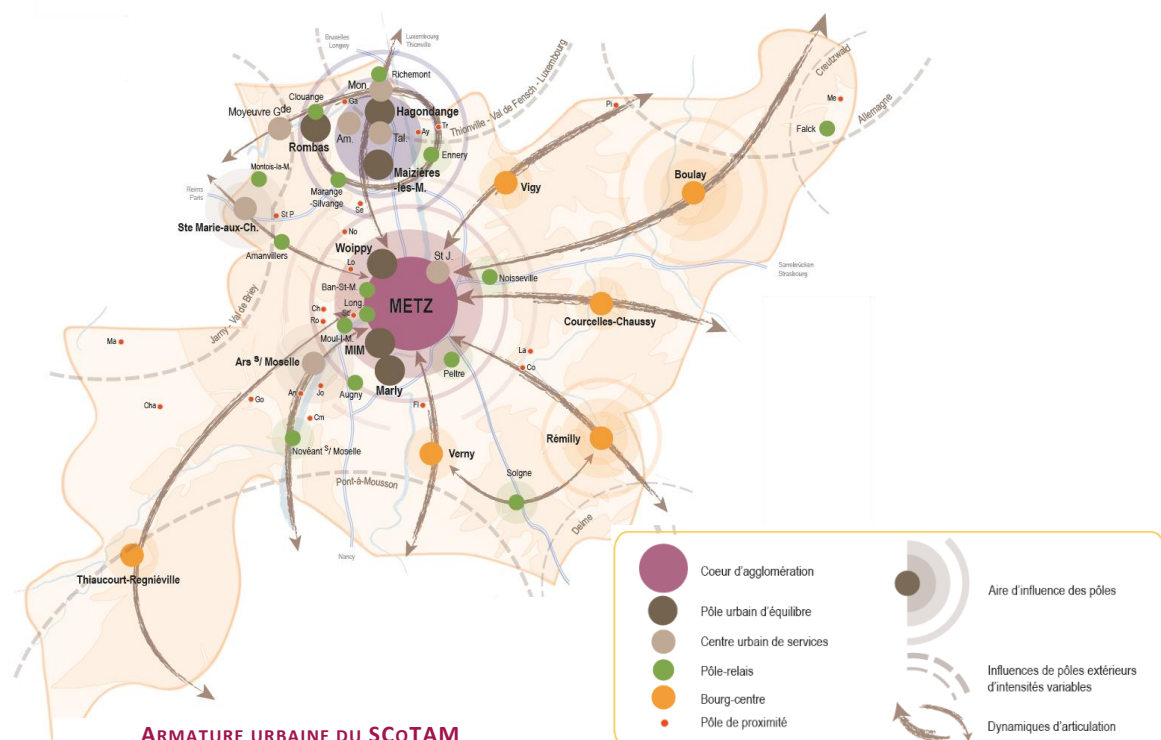 Bruxelles
Longwy
Luxembourg
Thionville
Richemont
Mon.
Clouange
Ga
Moyeuvre Gde
Hagondange
Rombas
Am.
Tal.
Ay
Tr
Ennery
Maizières
-lès-M.
Montois-la-M.
Marange
-Silvange
Se
Reims
Paris
St P
Ste Marie-aux-Ch.
No
Amanvillers
Woippy
Lo
St J.
Noisseville
Ban-St-M.
Long.
METZ
Sc
Ch
Ro
Moul-l-M.
MIM
Marly
Ars s/ Moselle
Augny
Peltre
Ma
Cha
Go
An
Jo
Cm
Fl
La
Co
Novéant s/ Moselle
Verny
Rémilly
Solgne
Pont-à-Mousson
Delme
Nancy
Thiaucourt-Regniéville
Jarny - Val de Briey
Thionville - Val de Fensch - Luxembourg
Pi
Vigy
Boulay
Creutzwald
Me
Falck
Allemagne
Sarrebrücken
Strasbourg
Courcelles-Chaussy
Coeur d'agglomération
Pôle urbain d'équilibre
Centre urbain de services
Pôle-relais
Bourg-centre
Pôle de proximité
Aire d'influence des pôles
Influences de pôles extérieurs
d'intensités variables
Dynamiques d'articulation
ARMATURE URBAINE DU SCOTAM